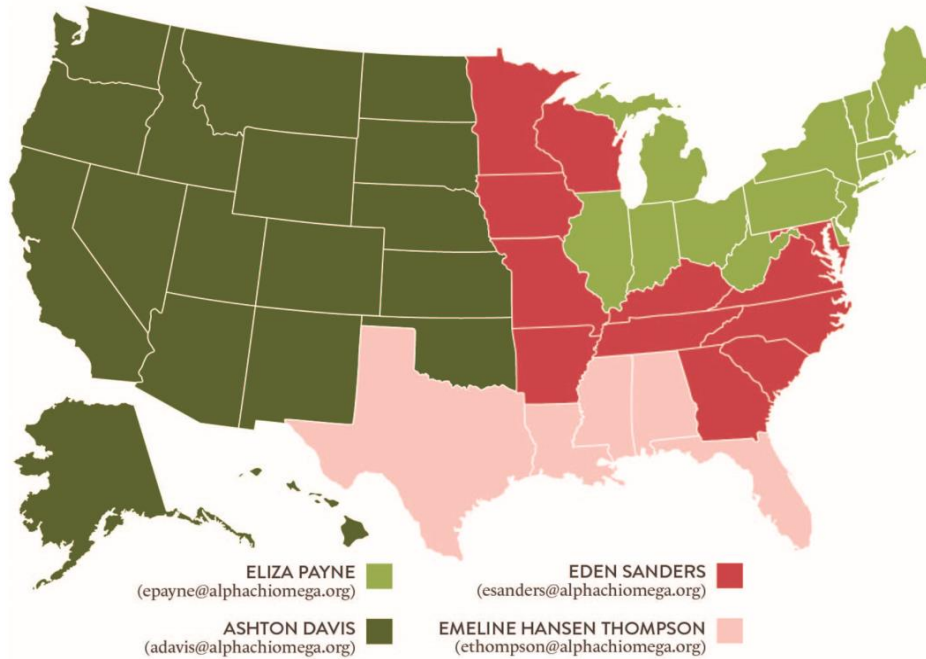 ELIZA PAYNE
(epayne@alphachiomega.org)
EDEN SANDERS
(esanders@alphachiomega.org)
ASHTON DAVIS
(adavis@alphachiomega.org)
EMELINE HANSEN THOMPSON
(ethompson@alphachiomega.org)